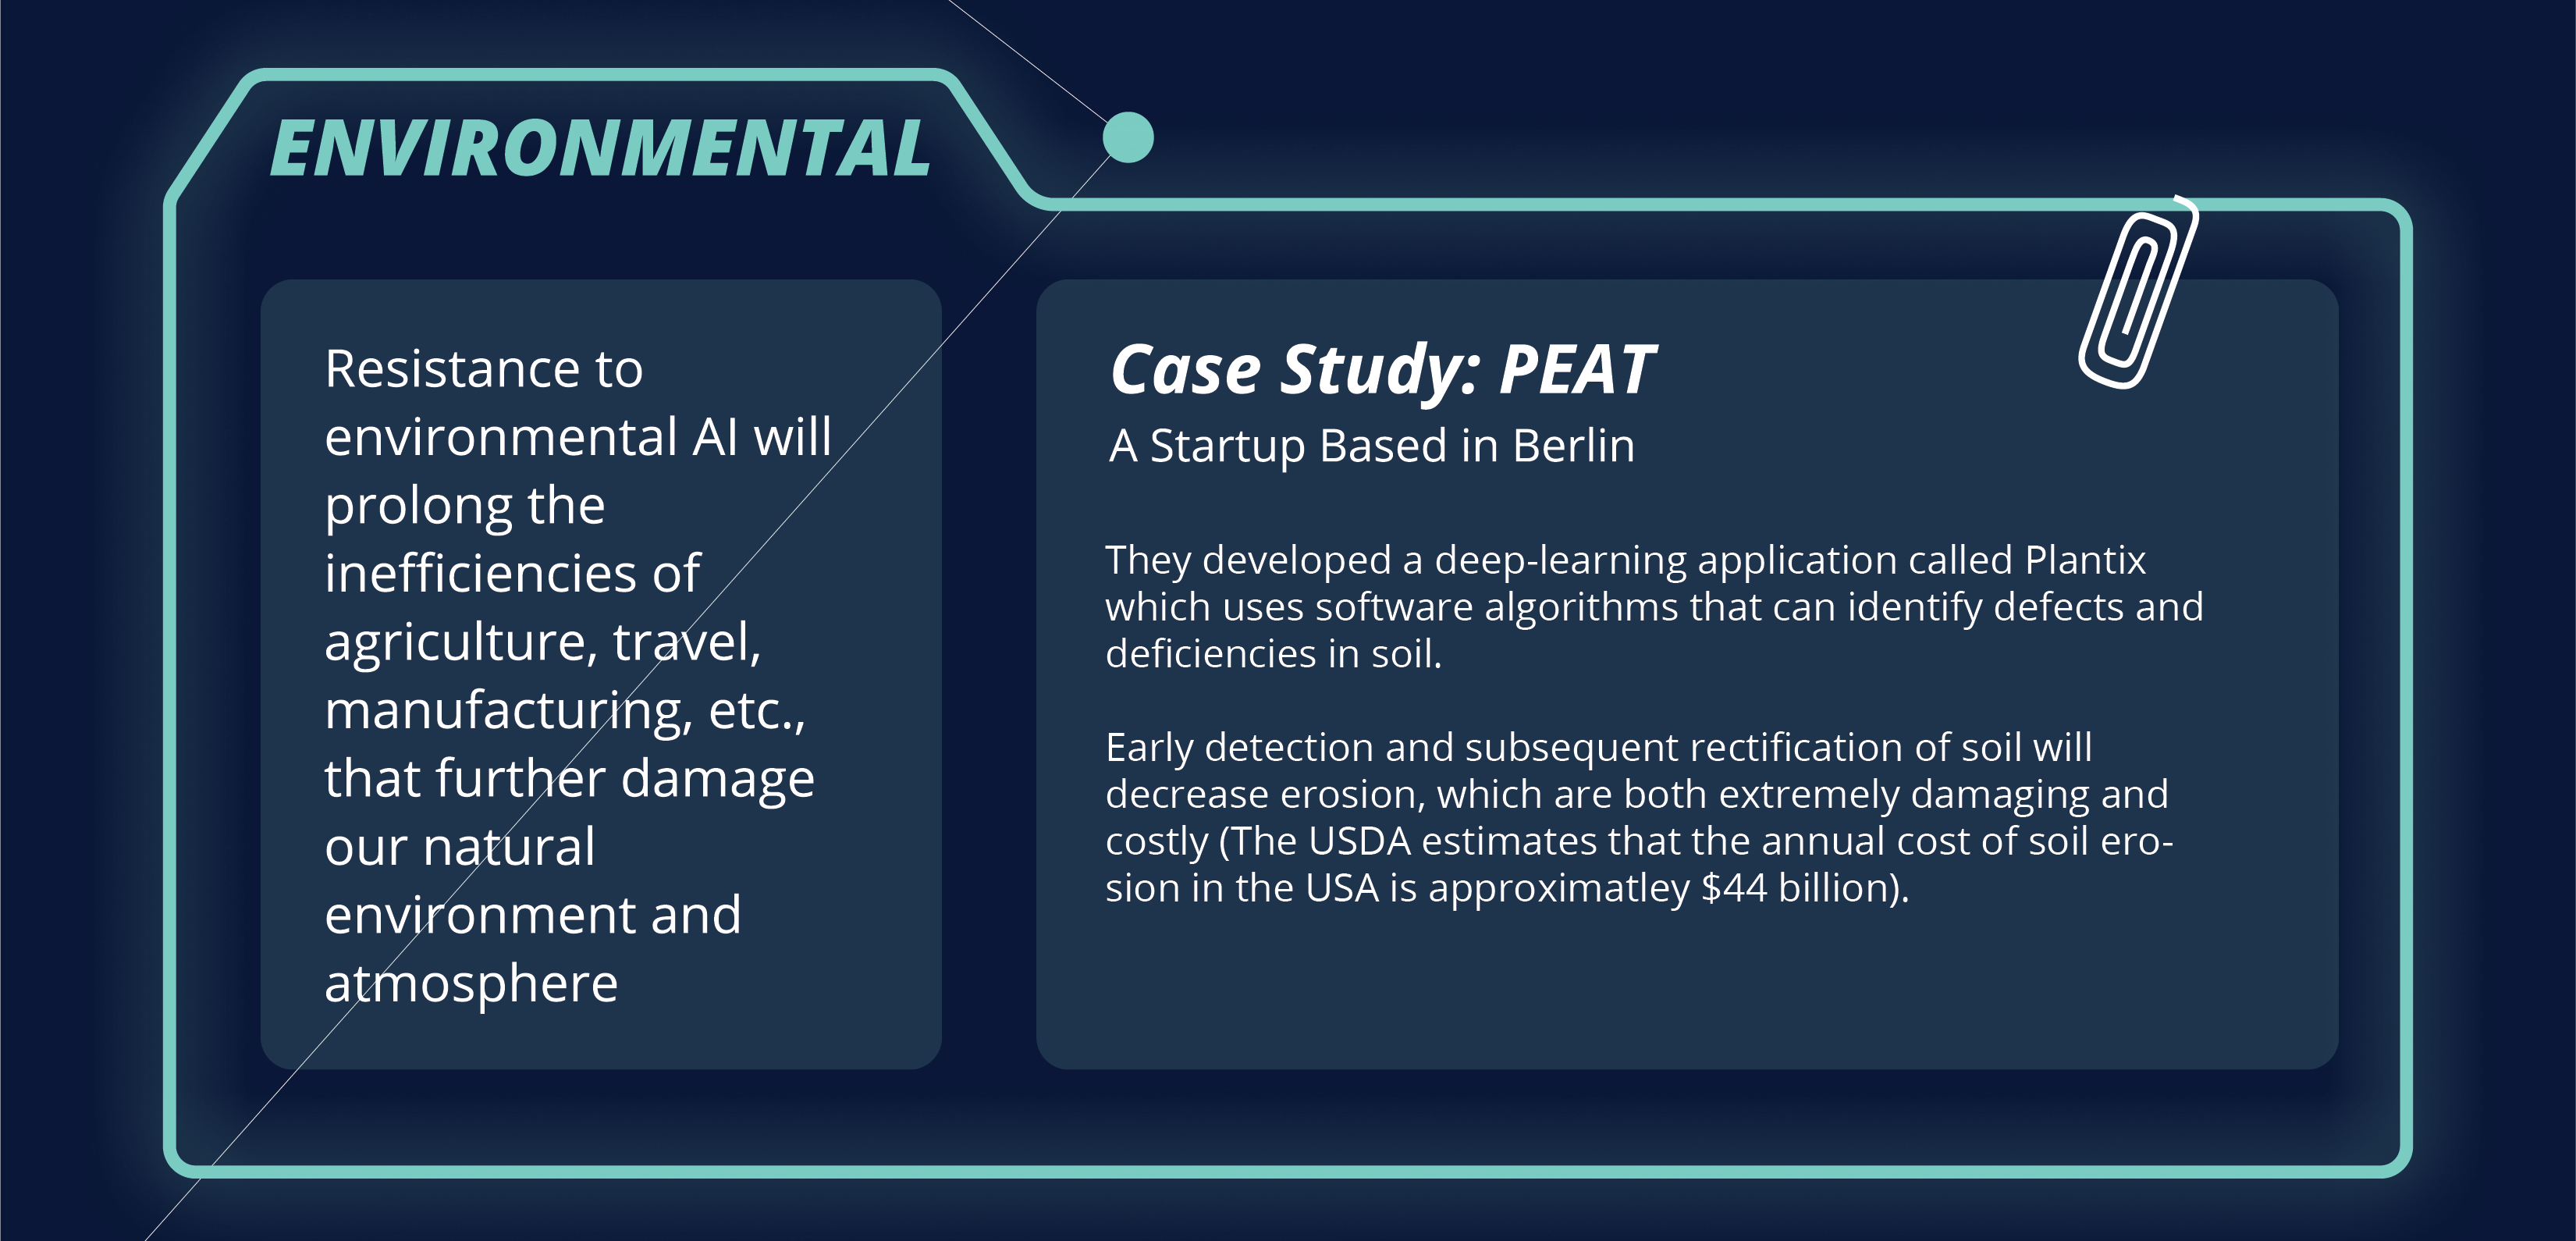 ENVIRONMENTAL
Resistance to
environmental AI will
prolong the
inefficiencies of
agriculture, travel,
manufacturing, etc.,
that further damage
our natural
environment and
atmosphere
Case Study: PEAT
A Startup Based in Berlin
They developed a deep-learning application called Plantix
which uses software algorithms that can identify defects and
deficiencies in soil.
Early detection and subsequent rectification of soil will
decrease erosion, which are both extremely damaging and
costly (The USDA estimates that the annual cost of soil ero-
sion in the USA is approximatley $44 billion).